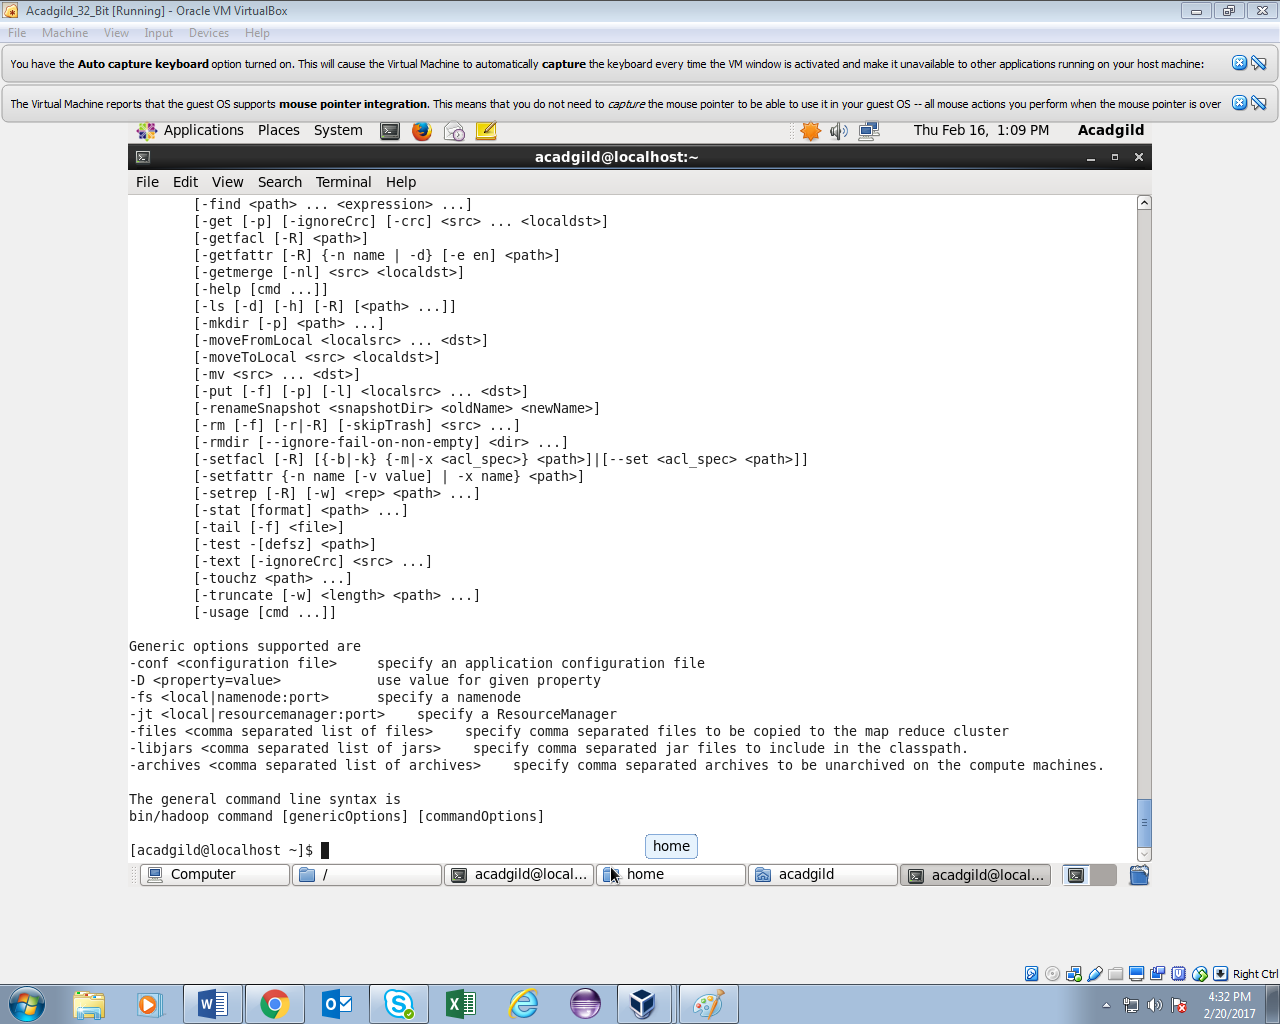 Acadgild_32_Bit [Running] - Oracle VM VirtualBox
File Machine View Input Devices Help
You have the Auto capture keyboard option turned on. This will cause the Virtual Machine to automatically capture the keyboard every time the VM window is activated and make it unavailable to other applications running on your host machine:
The Virtual Machine reports that the guest OS supports mouse pointer integration. This means that you do not need to capture the mouse pointer to be able to use it in your guest OS -- all mouse actions you perform when the mouse pointer is over
Applications Places System Thu Feb 16, 1:09 PM Acadgild
acadgild@localhost:~
File Edit View Search Terminal Help
[-find <path> ... <expression> ...]
[-get [-p] [-ignoreCrc] [-crc] <src> ... <localdst>]
[-getfacl [-R] <path>]
[-getfattr [-R] {-n name | -d} [-e en] <path>]
[-getmerge [-nl] <src> <localdst>]
[-help [cmd ...]]
[-ls [-d] [-h] [-R] [<path> ...]]
[-mkdir [-p] <path> ...]
[-moveFromLocal <localsrc> ... <dst>]
[-moveToLocal <src> <localdst>]
[-mv <src> ... <dst>]
[-put [-f] [-p] [-l] <localsrc> ... <dst>]
[-renameSnapshot <snapshotDir> <oldName> <newName>]
[-rm [-f] [-r|-R] [-skipTrash] <src> ...]
[-rmdir [--ignore-fail-on-non-empty] <dir> ...]
[-setfacl [-R] [{-b|-k} {-m|-x <acl_spec>} <path>]|[--set <acl_spec> <path>]]
[-setfattr {-n name [-v value] | -x name} <path>]
[-setrep [-R] [-w] <rep> <path> ...]
[-stat [format] <path> ...]
[-tail [-f] <file>]
[-test -[defsz] <path>]
[-text [-ignoreCrc] <src> ...]
[-touchz <path> ...]
[-truncate [-w] <length> <path> ...]
[-usage [cmd ...]]
Generic options supported are
-conf <configuration file>     specify an application configuration file
-D <property=value>            use value for given property
-fs <local|namenode:port>      specify a namenode
-jt <local|resourcemanager:port>    specify a ResourceManager
-files <comma separated list of files>    specify comma separated files to be copied to the map reduce cluster
-libjars <comma separated list of jars>    specify comma separated jar files to include in the classpath.
-archives <comma separated list of archives>    specify comma separated archives to be unarchived on the compute machines.
The general command line syntax is
bin/hadoop command [genericOptions] [commandOptions]
[acadgild@localhost ~]$
home
Computer / acadgild@local... home acadgild acadgild@local...
Right Ctrl
4:32 PM
2/20/2017